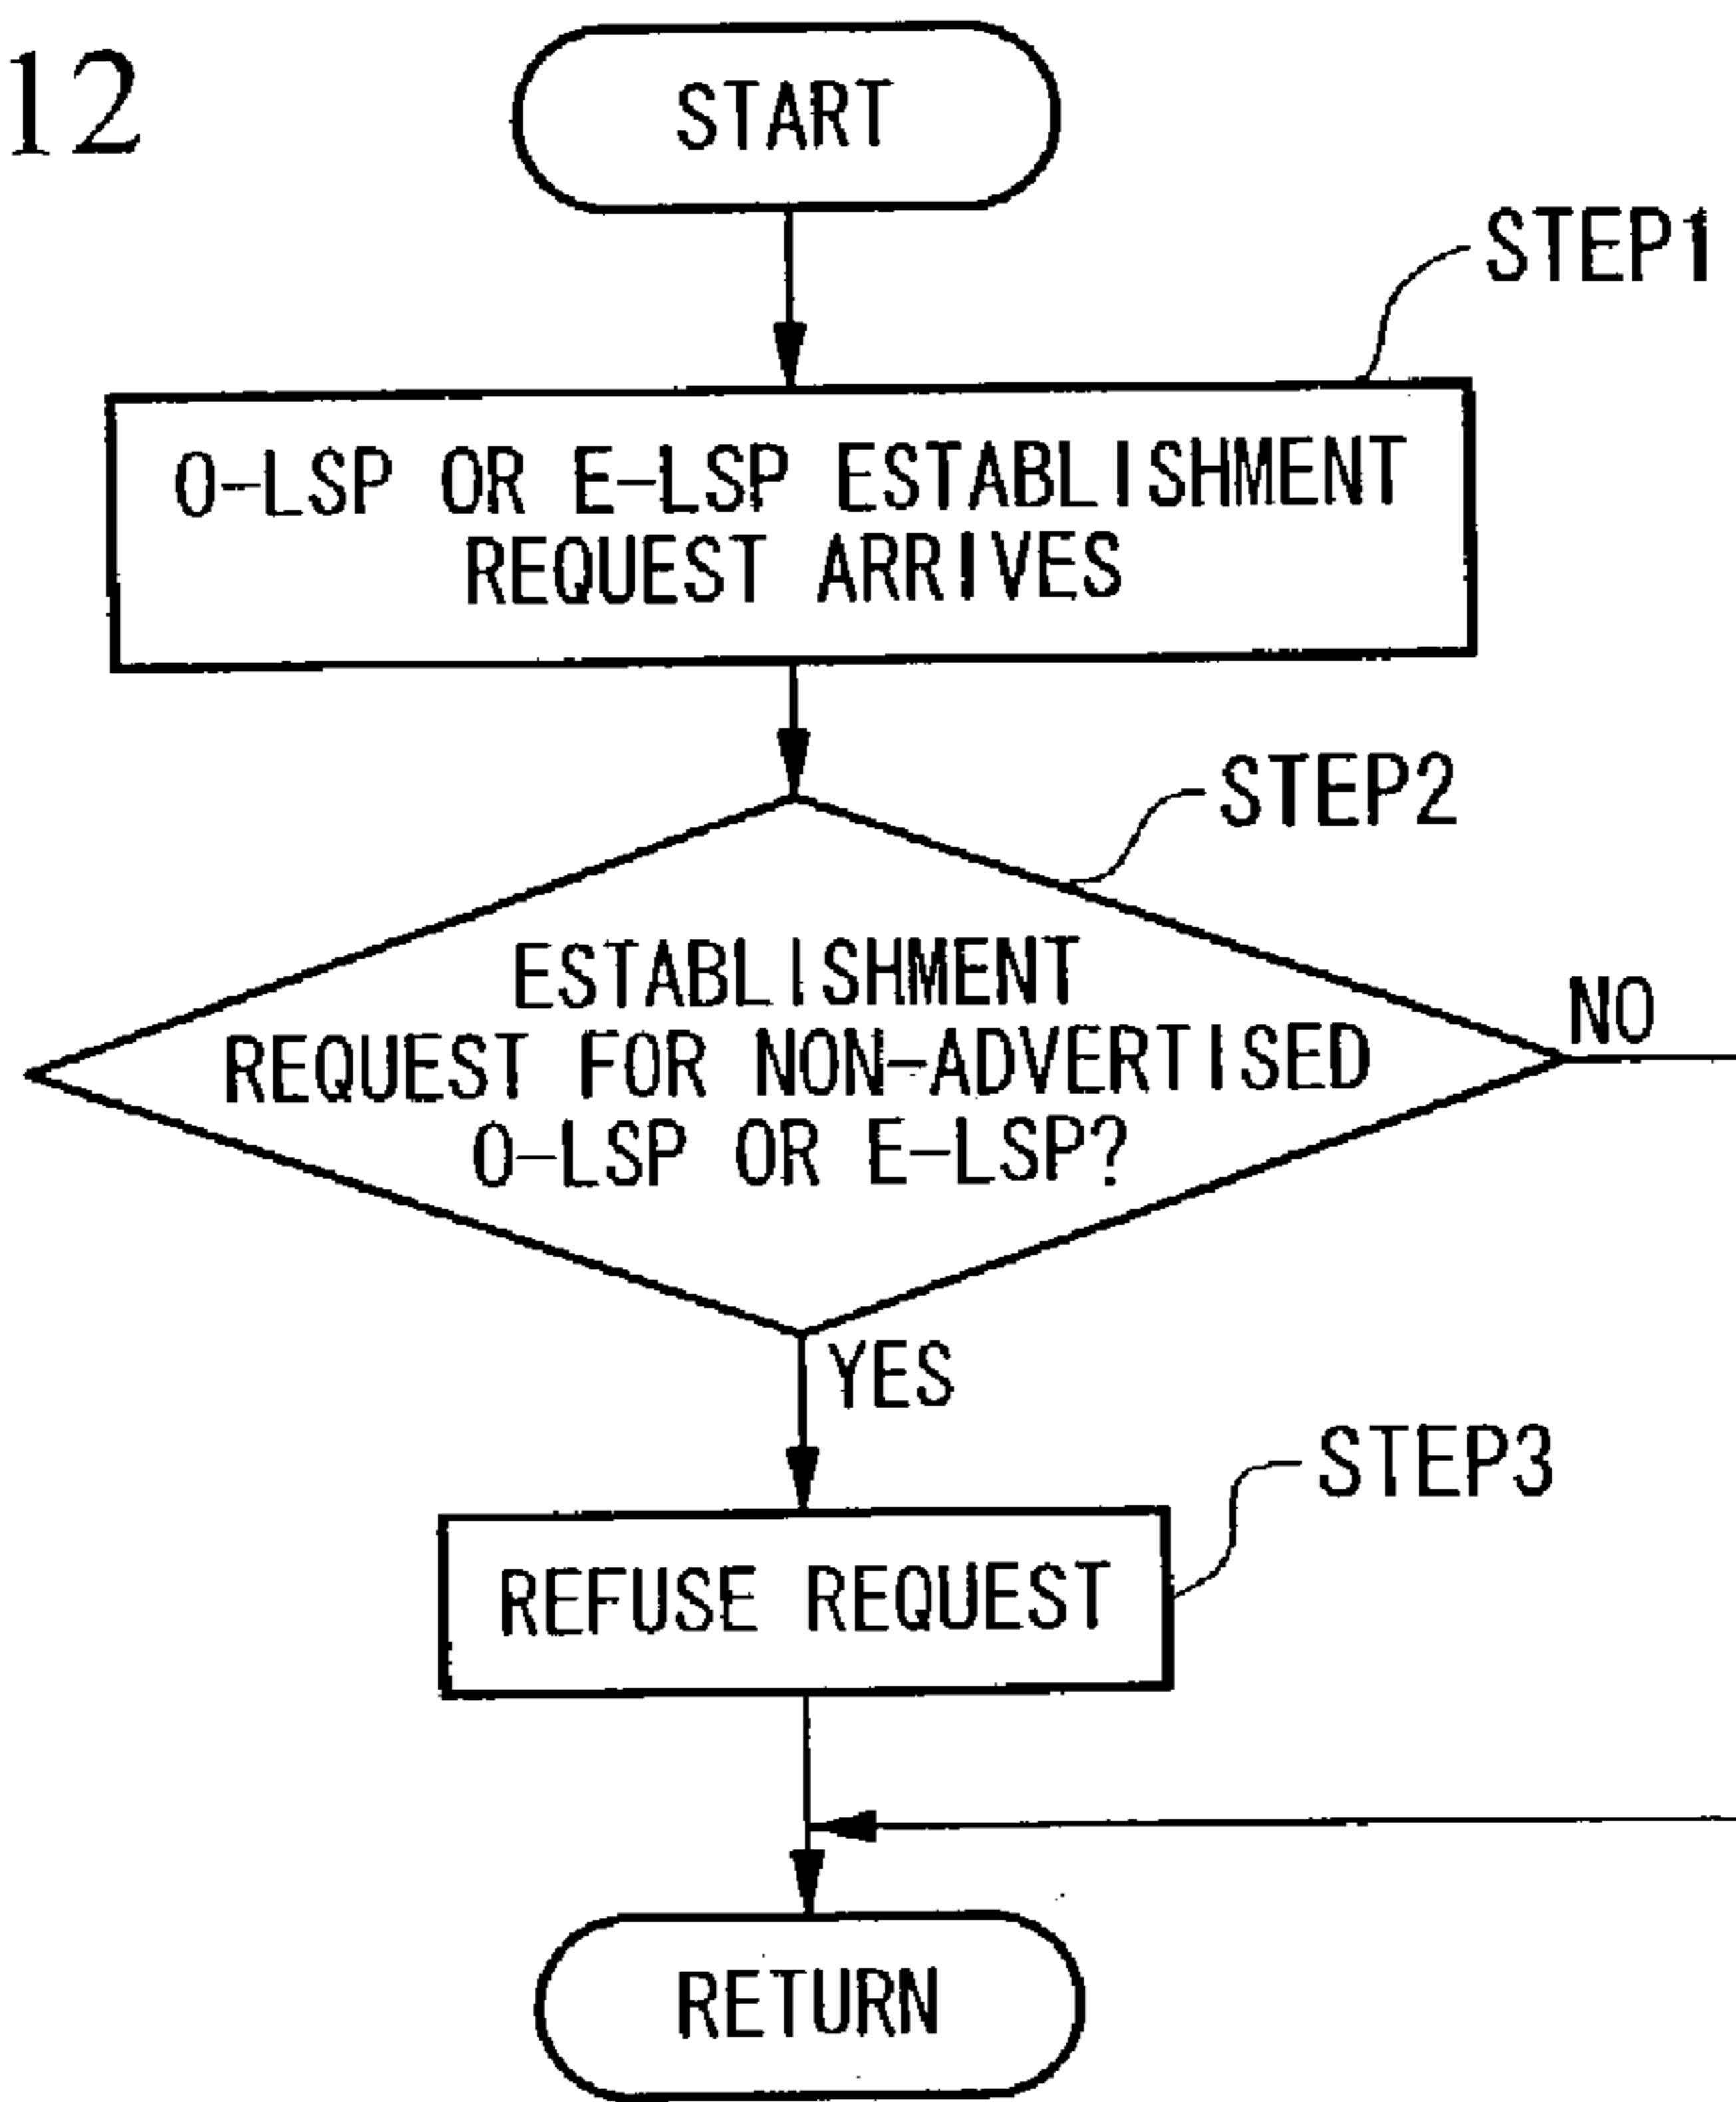 12
START
STEP1
O-LSP OR E-LSP ESTABLISHMENT
REQUEST ARRIVES
STEP2
ESTABLISHMENT
REQUEST FOR NON-ADVERTISED
O-LSP OR E-LSP?
NO
YES
STEP3
REFUSE REQUEST
RETURN